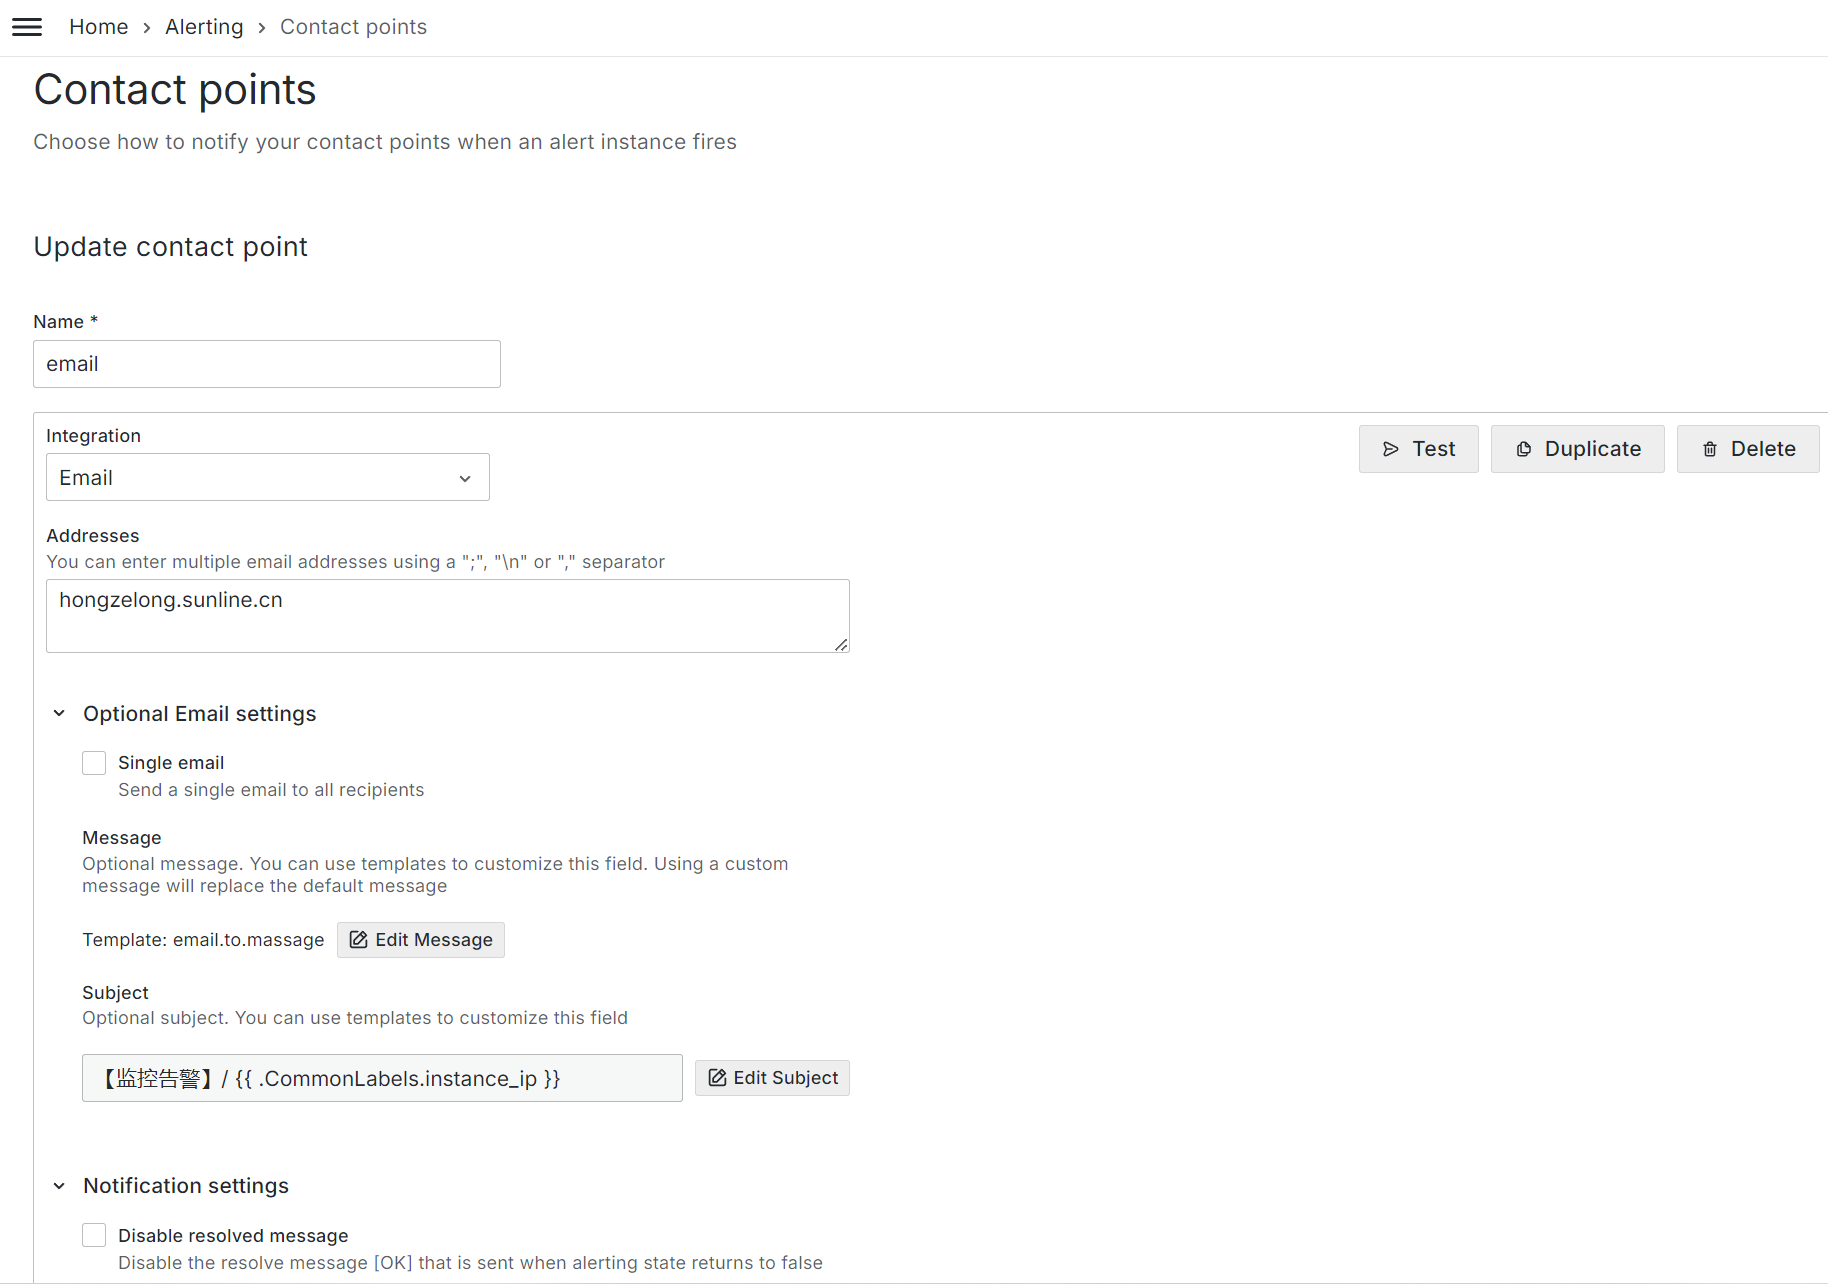 Home › Alerting › Contact points
Contact points
Choose how to notify your contact points when an alert instance fires
Update contact point
Name *
email
Integration
Test
Duplicate
Delete
Email
Addresses
You can enter multiple email addresses using a ";", "\n" or "," separator
hongzelong.sunline.cn
Optional Email settings
Single email
Send a single email to all recipients
Message
Optional message. You can use templates to customize this field. Using a custom
message will replace the default message
Template: email.to.massage
Edit Message
Subject
Optional subject. You can use templates to customize this field
【监控告警】/ {{ .CommonLabels.instance_ip }}
Edit Subject
Notification settings
Disable resolved message
Disable the resolve message [OK] that is sent when alerting state returns to false